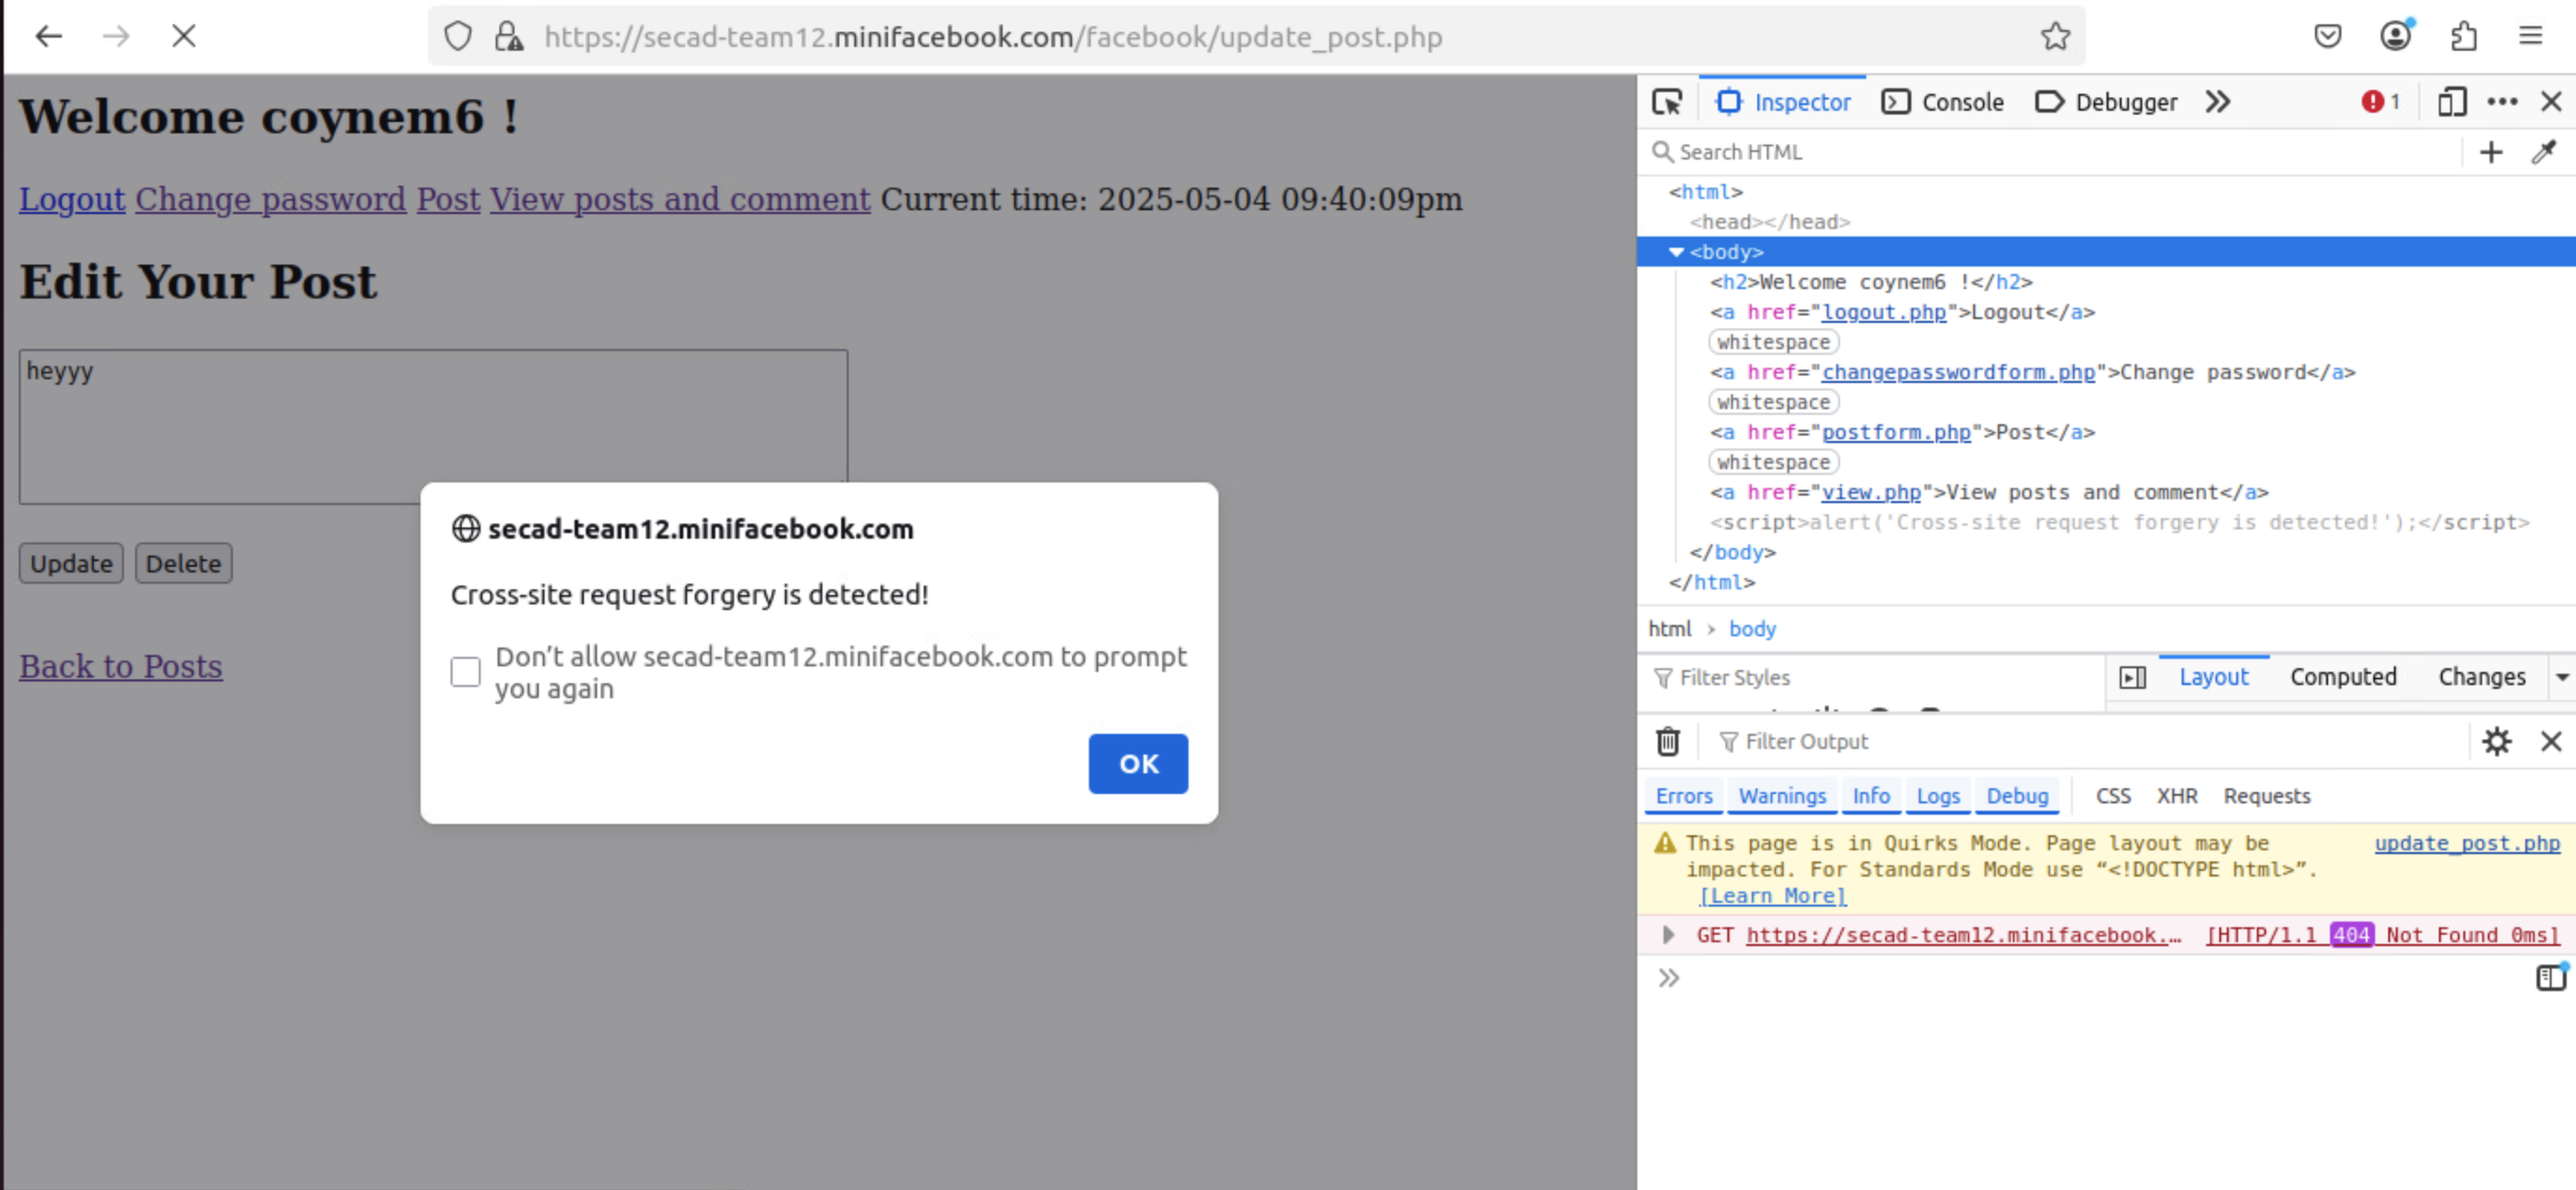 https://secad-team12.minifacebook.com/facebook/update_post.php
Welcome coynem6 !
Logout Change password Post View posts and comment Current time: 2025-05-04 09:40:09pm
Edit Your Post
heyyy
Update Delete
Back to Posts
secad-team12.minifacebook.com
Cross-site request forgery is detected!
Don’t allow secad-team12.minifacebook.com to prompt
you again
OK
Inspector Console Debugger 1
Search HTML
<html>
<head></head>
<body>
<h2>Welcome coynem6 !</h2>
<a href="logout.php">Logout</a>
whitespace
<a href="changepasswordform.php">Change password</a>
whitespace
<a href="postform.php">Post</a>
whitespace
<a href="view.php">View posts and comment</a>
<script>alert('Cross-site request forgery is detected!');</script>
</body>
</html>
html › body
Filter Styles Layout Computed Changes
Filter Output
Errors Warnings Info Logs Debug CSS XHR Requests
This page is in Quirks Mode. Page layout may be update_post.php
impacted. For Standards Mode use “<!DOCTYPE html>”.
[Learn More]
GET https://secad-team12.minifacebook.… [HTTP/1.1 404 Not Found 0ms]